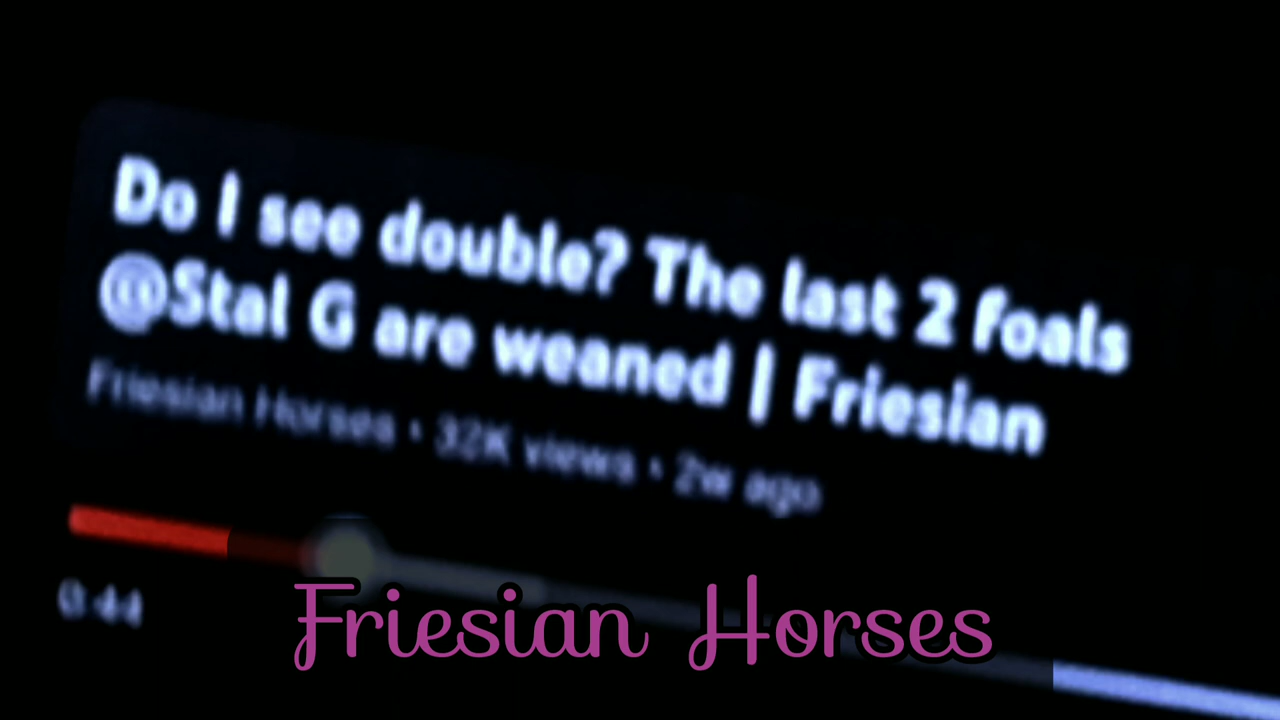 Do I see double? The last 2 foals
@Stal G are weaned | Friesian
Friesian Horses • 32K views • 2w ago
0:44
Friesian Horses